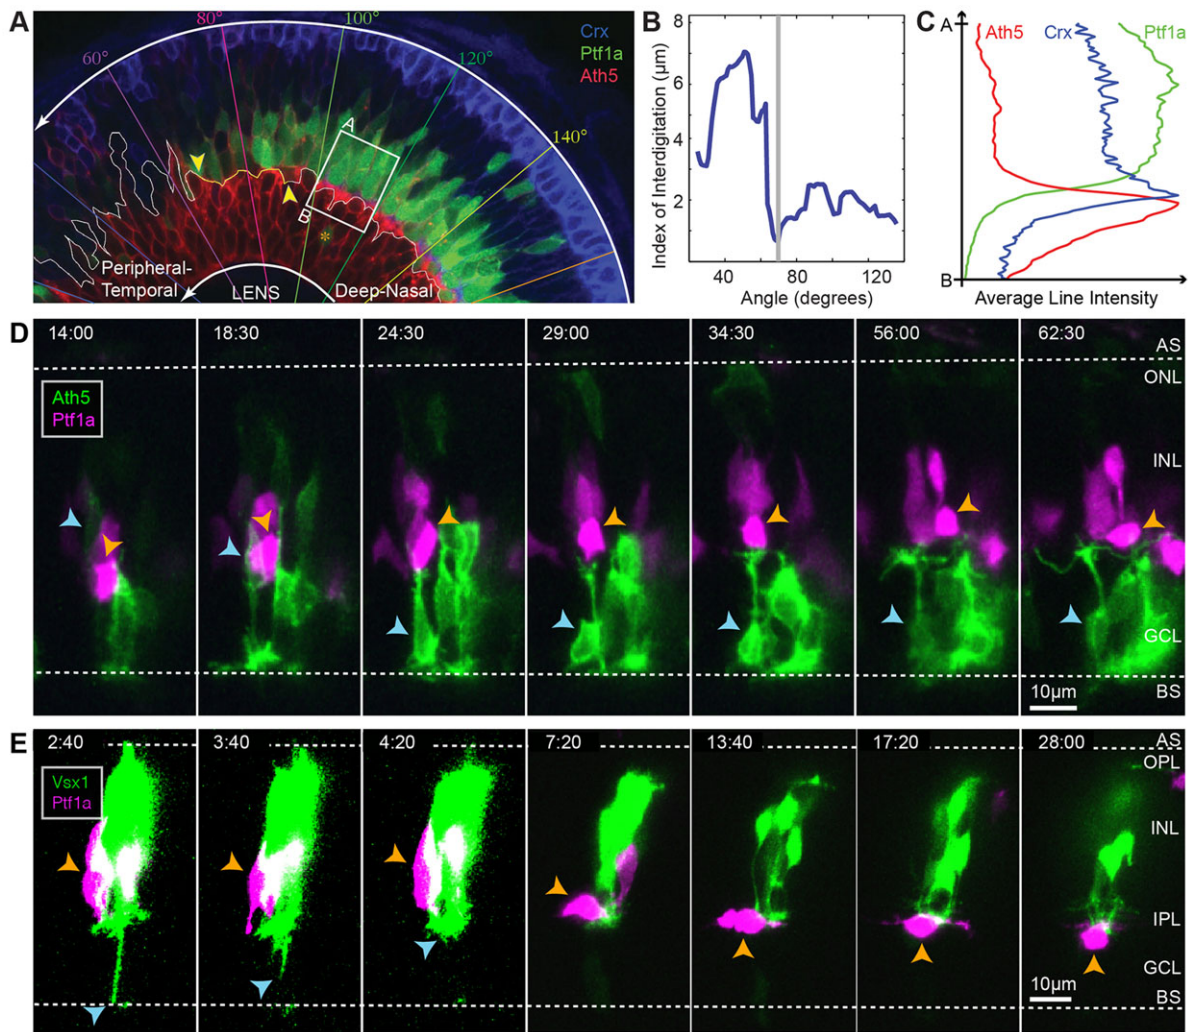 A
60°
80°
100°
120°
140°
Crx
Ptf1a
Ath5
A
B
*
Peripheral-
Temporal
LENS
Deep-Nasal
B
Index of Interdigitation (μm)
8
6
4
2
40
80
120
Angle (degrees)
C
A
Ath5
Crx
Ptf1a
B
Average Line Intensity
D
14:00
18:30
24:30
29:00
34:30
56:00
62:30
Ath5
Ptf1a
AS
ONL
INL
GCL
BS
10μm
E
2:40
3:40
4:20
7:20
13:40
17:20
28:00
Vsx1
Ptf1a
AS
OPL
INL
IPL
GCL
BS
10μm